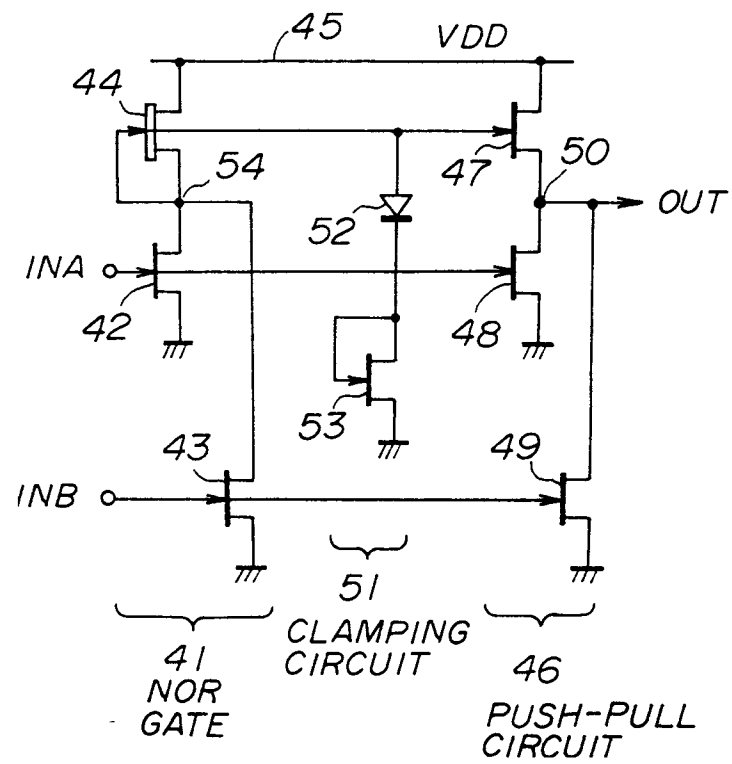 45
VDD
44
54
47
50
OUT
52
INA
42
48
53
43
49
INB
51
CLAMPING
CIRCUIT
41
NOR
GATE
46
PUSH-PULL
CIRCUIT